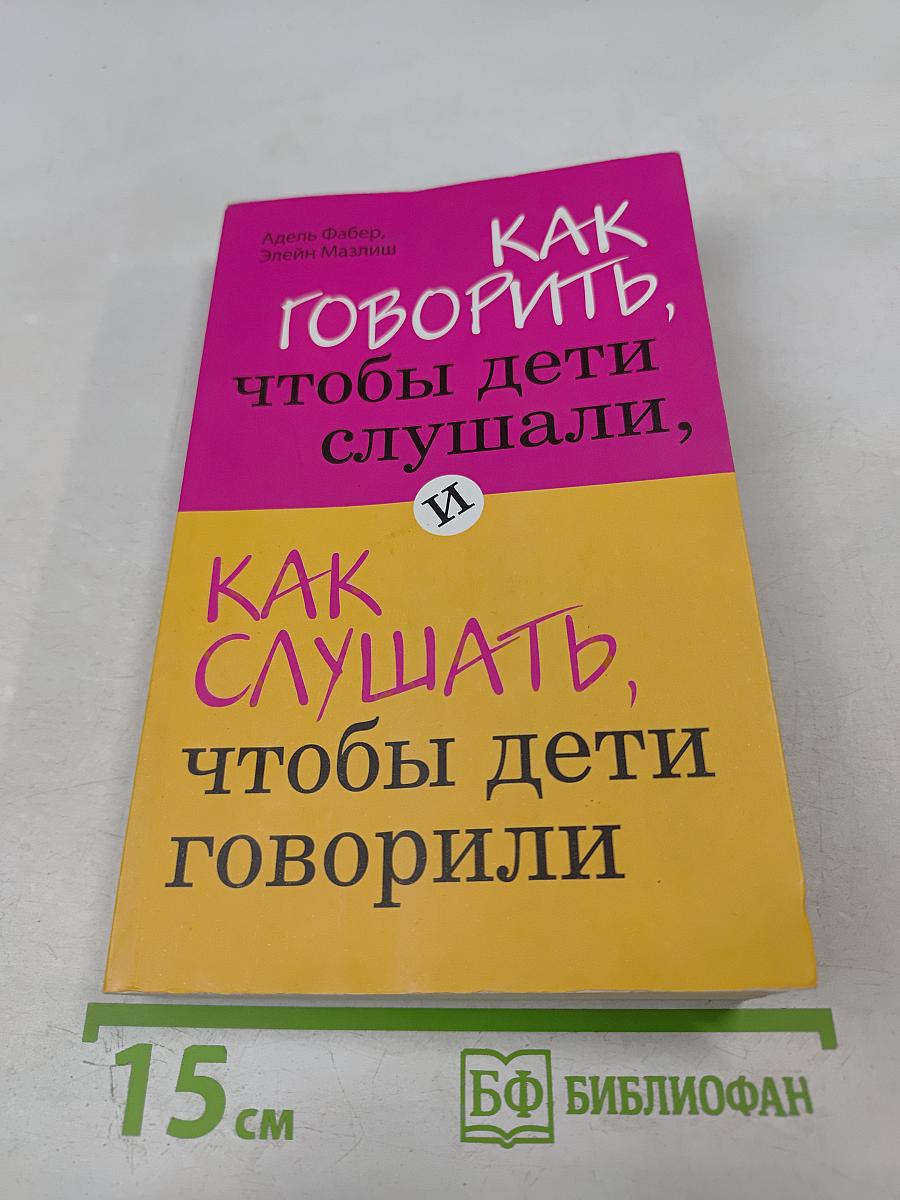 Адель Фабер,
Элейн Мазлиш
КАК
ГОВОРИТЬ,
чтобы дети
слушали,
и
КАК
СЛУШАТЬ,
чтобы дети
говорили
15 см
БФ БИБЛИОФАН